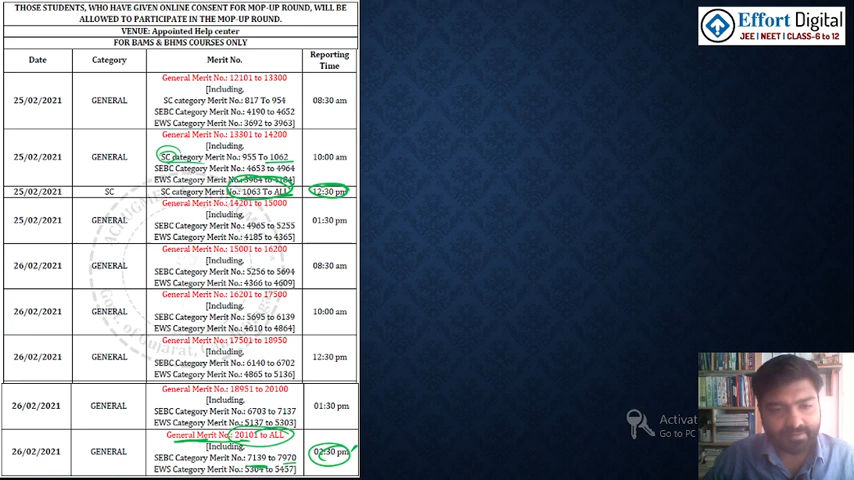 THOSE STUDENTS, WHO HAVE GIVEN ONLINE CONSENT FOR MOP-UP ROUND, WILL BE
ALLOWED TO PARTICIPATE IN THE MOP-UP ROUND.
VENUE: Appointed Help center
FOR BAMS & BHMS COURSES ONLY
Date Category Merit No. Reporting Time
25/02/2021 GENERAL General Merit No.: 12101 to 13300 08:30 am
[Including,
SC category Merit No.: 817 To 954
SEBC Category Merit No.: 4190 to 4652
EWS Category Merit No.: 3692 to 3963]
25/02/2021 GENERAL General Merit No.: 13301 to 14200 10:00 am
[Including,
SC category Merit No.: 955 To 1062
SEBC Category Merit No.: 4653 to 4964
EWS Category Merit No.: 3964 to 4184]
25/02/2021 SC SC category Merit No.: 1063 To ALL 12:30 pm
25/02/2021 GENERAL General Merit No.: 14201 to 15000 01:30 pm
[Including,
SEBC Category Merit No.: 4965 to 5255
EWS Category Merit No.: 4185 to 4365]
26/02/2021 GENERAL General Merit No.: 15001 to 16200 08:30 am
[Including,
SEBC Category Merit No.: 5256 to 5694
EWS Category Merit No.: 4366 to 4609]
26/02/2021 GENERAL General Merit No.: 16201 to 17500 10:00 am
[Including,
SEBC Category Merit No.: 5695 to 6139
EWS Category Merit No.: 4610 to 4864]
26/02/2021 GENERAL General Merit No.: 17501 to 18950 12:30 pm
[Including,
SEBC Category Merit No.: 6140 to 6702
EWS Category Merit No.: 4865 to 5136]
26/02/2021 GENERAL General Merit No.: 18951 to 20100 01:30 pm
[Including,
SEBC Category Merit No.: 6703 to 7137
EWS Category Merit No.: 5137 to 5303]
26/02/2021 GENERAL General Merit No.: 20101 to ALL 02:30 pm
[Including,
SEBC Category Merit No.: 7139 to 7970
EWS Category Merit No.: 5304 to 5457]
Effort Digital
JEE | NEET | CLASS-6 to 12
Activat
Go to PC